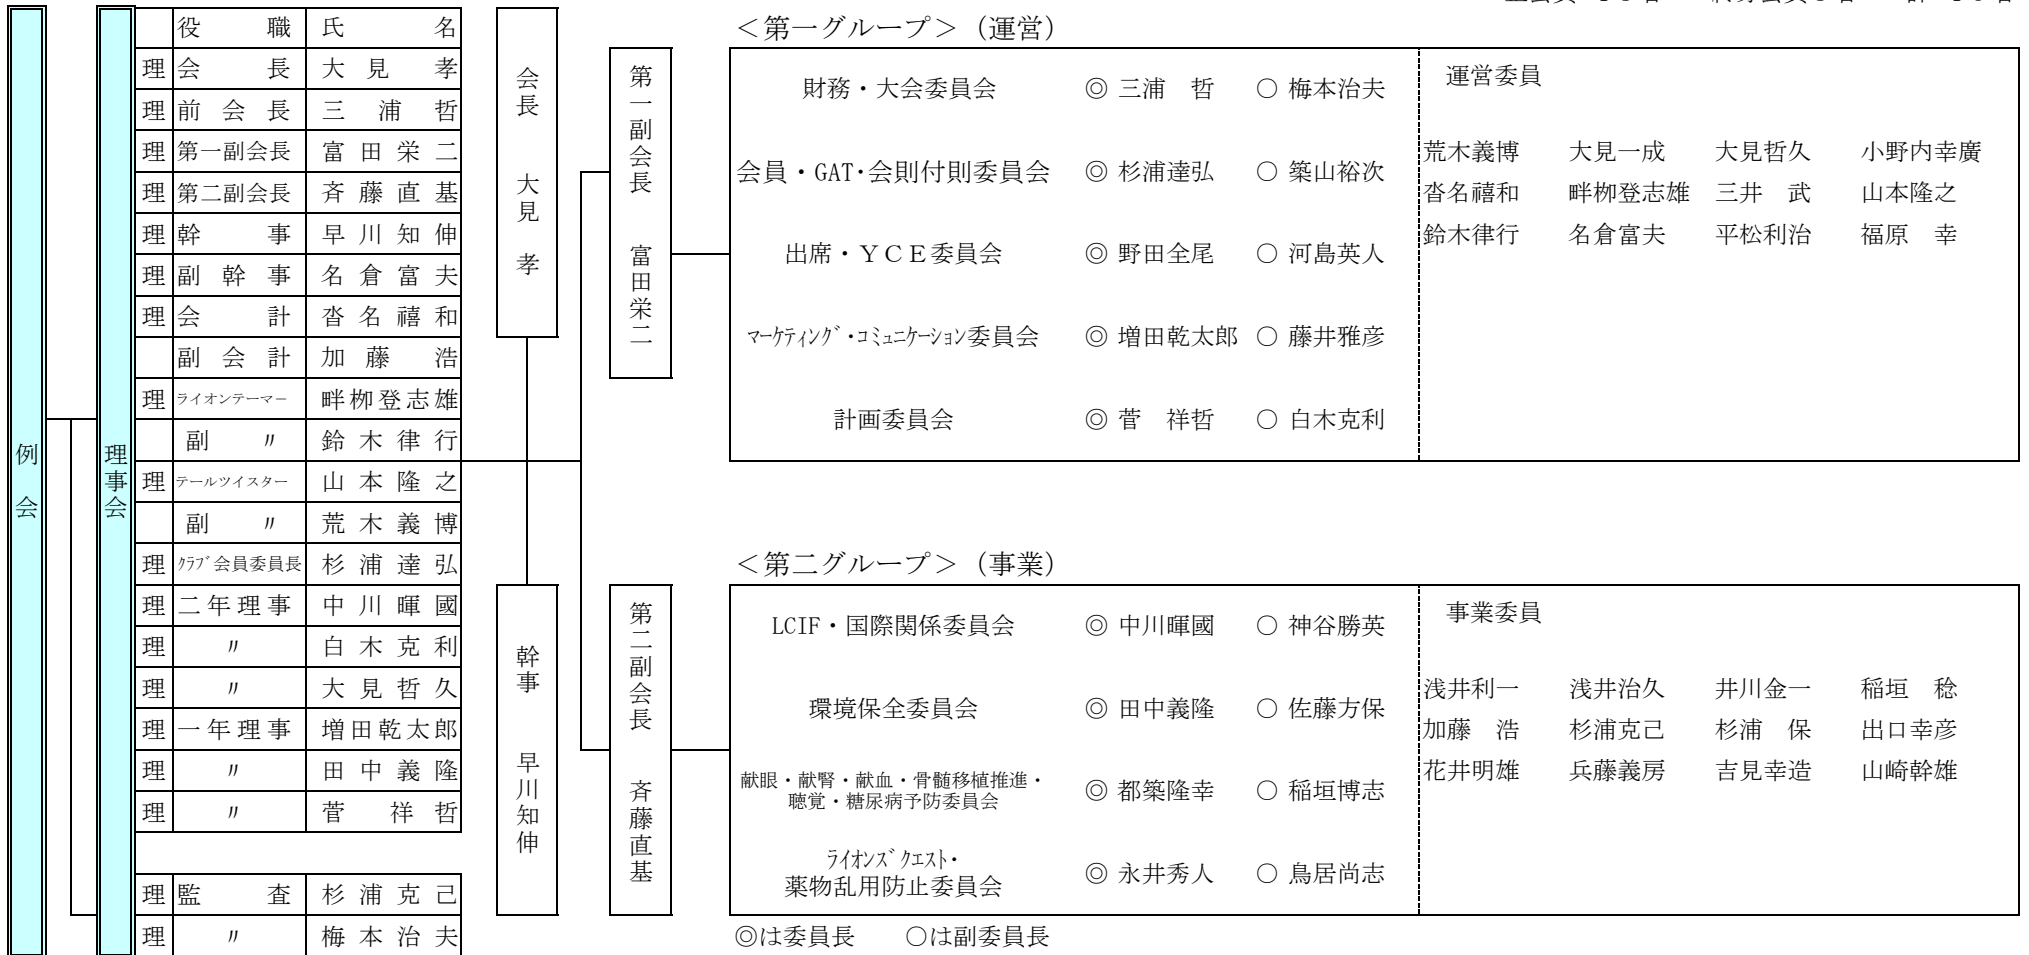 例会
理事会
役職 氏名
理 会長 大見 孝
理 前会長 三浦 哲
理 第一副会長 富田栄二
理 第二副会長 斉藤直基
理 幹事 早川知伸
理 副幹事 名倉富夫
理 会計 沓名禧和
副会計 加藤 浩
理 ライオンテーマー 畔栁登志雄
副 〃 鈴木律行
理 テールツイスター 山本隆之
副 〃 荒木義博
理 ｸﾗﾌﾞ会員委員長 杉浦達弘
理 二年理事 中川暉國
理 〃 白木克利
理 〃 大見哲久
理 一年理事 増田乾太郎
理 〃 田中義隆
理 〃 菅 祥哲
理 監査 杉浦克己
理 〃 梅本治夫
会長 大見 孝
幹事 早川知伸
第一副会長 富田栄二
第二副会長 斉藤直基
＜第一グループ＞（運営）
財務・大会委員会 ◎ 三浦 哲 ○ 梅本治夫
会員・GAT・会則付則委員会 ◎ 杉浦達弘 ○ 築山裕次
出席・ＹＣＥ委員会 ◎ 野田全尾 ○ 河島英人
ﾏｰｹﾃｨﾝｸﾞ・ｺﾐｭﾆｹｰｼｮﾝ委員会 ◎ 増田乾太郎 ○ 藤井雅彦
計画委員会 ◎ 菅 祥哲 ○ 白木克利
運営委員
荒木義博 大見一成 大見哲久 小野内幸廣
沓名禧和 畔栁登志雄 三井 武 山本隆之
鈴木律行 名倉富夫 平松利治 福原 幸
＜第二グループ＞（事業）
LCIF・国際関係委員会 ◎ 中川暉國 ○ 神谷勝英
環境保全委員会 ◎ 田中義隆 ○ 佐藤方保
献眼・献腎・献血・骨髄移植推進・
聴覚・糖尿病予防委員会 ◎ 都築隆幸 ○ 稲垣博志
ﾗｲｵﾝｽﾞｸｴｽﾄ・
薬物乱用防止委員会 ◎ 永井秀人 ○ 鳥居尚志
事業委員
浅井利一 浅井治久 井川金一 稲垣 稔
加藤 浩 杉浦克己 杉浦 保 出口幸彦
花井明雄 兵藤義房 吉見幸造 山崎幹雄
◎は委員長 ○は副委員長